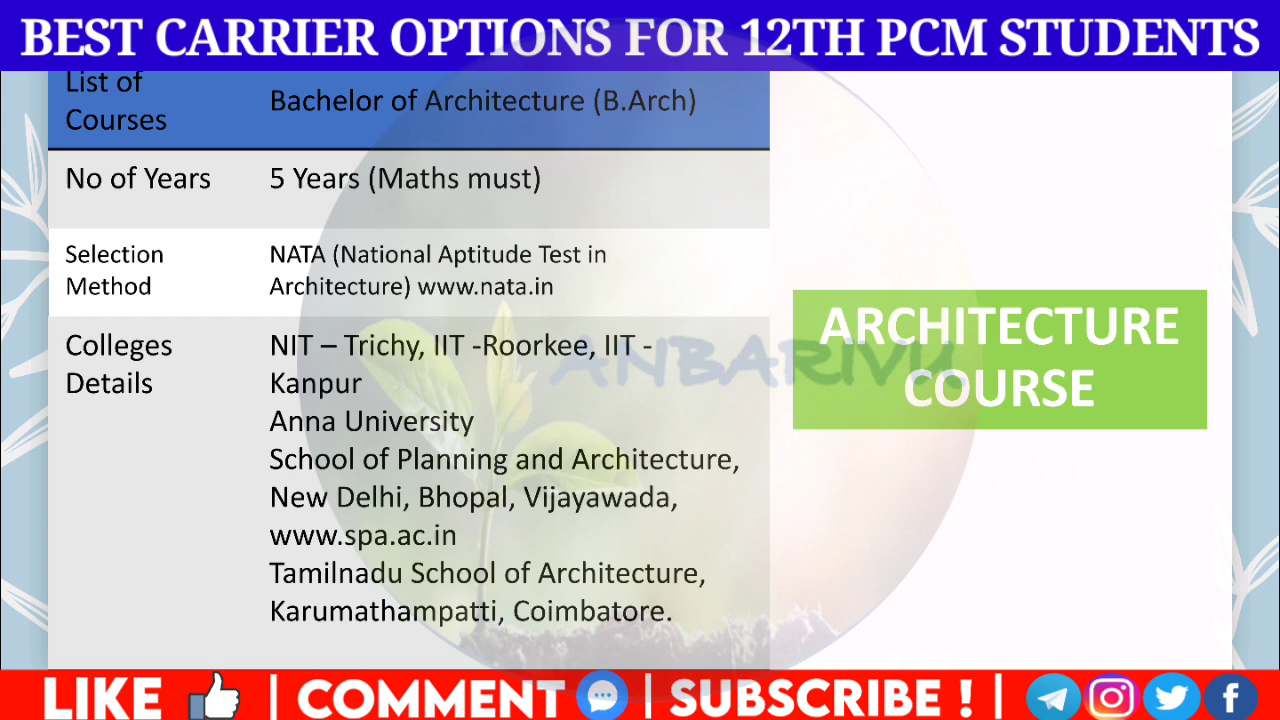 BEST CARRIER OPTIONS FOR 12TH PCM STUDENTS
List of
Courses
Bachelor of Architecture (B.Arch)
No of Years
5 Years (Maths must)
Selection
Method
NATA (National Aptitude Test in
Architecture) www.nata.in
Colleges
Details
NIT – Trichy, IIT -Roorkee, IIT -
Kanpur
Anna University
School of Planning and Architecture,
New Delhi, Bhopal, Vijayawada,
www.spa.ac.in
Tamilnadu School of Architecture,
Karumathampatti, Coimbatore.
ANBARIVU
ARCHITECTURE
COURSE
LIKE | COMMENT | SUBSCRIBE ! |